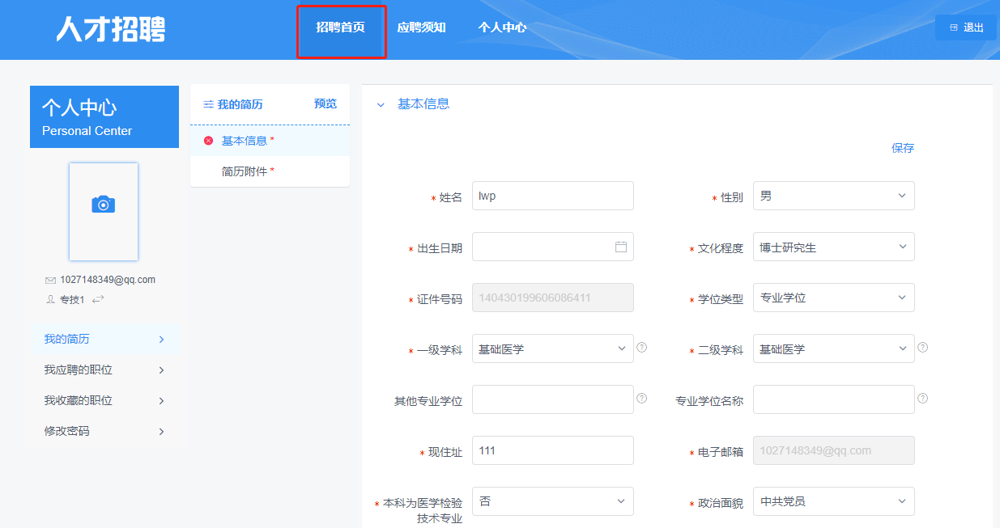 人才招聘
招聘首页 应聘须知 个人中心 退出
个人中心
Personal Center
1027148349@qq.com
专技1
我的简历
我应聘的职位
我收藏的职位
修改密码
我的简历 预览
基本信息 *
简历附件 *
基本信息
保存
* 姓名 lwp * 性别 男
* 出生日期 * 文化程度 博士研究生
* 证件号码 140430199606086411 * 学位类型 专业学位
* 一级学科 基础医学 * 二级学科 基础医学
其他专业学位 专业学位名称
* 现住址 111 * 电子邮箱 1027148349@qq.com
* 本科为医学检验 否 * 政治面貌 中共党员
技术专业